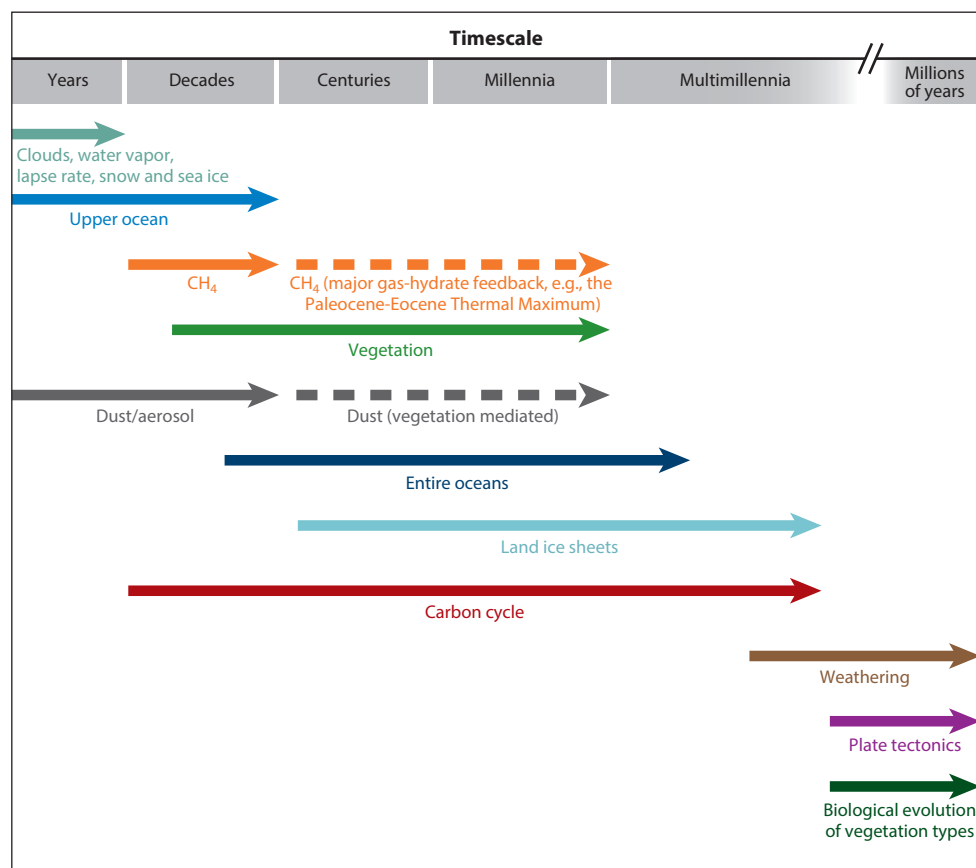 Timescale
Years
Decades
Centuries
Millennia
Multimillennia
Millions
of years
Clouds, water vapor,
lapse rate, snow and sea ice
Upper ocean
CH₄
CH₄ (major gas-hydrate feedback, e.g., the
Paleocene-Eocene Thermal Maximum)
Vegetation
Dust/aerosol
Dust (vegetation mediated)
Entire oceans
Land ice sheets
Carbon cycle
Weathering
Plate tectonics
Biological evolution
of vegetation types